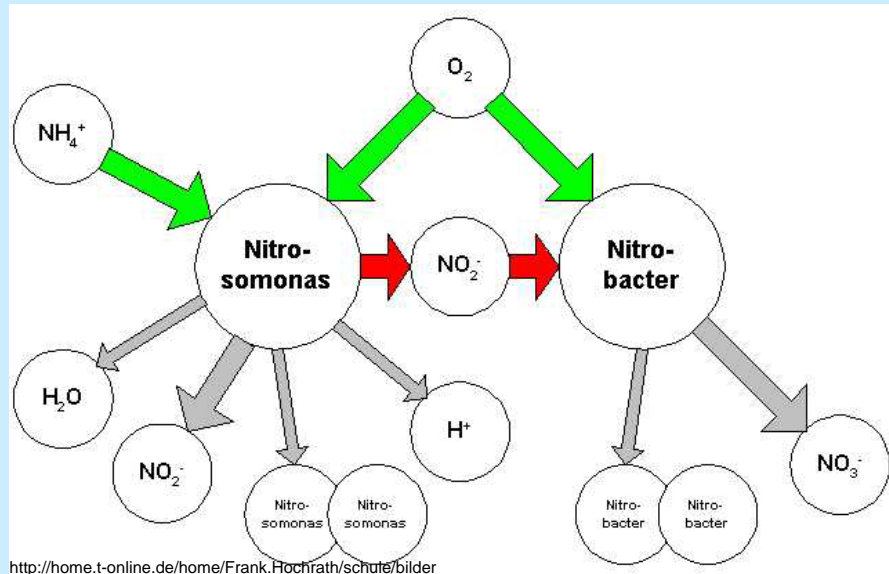 O₂
NH₄⁺
Nitro-
somonas
NO₂⁻
Nitro-
bacter
H₂O
NO₂⁻
H⁺
NO₃⁻
Nitro-
somonas
Nitro-
somonas
Nitro-
bacter
Nitro-
bacter
http://home.t-online.de/home/Frank.Hochrath/schule/bilder